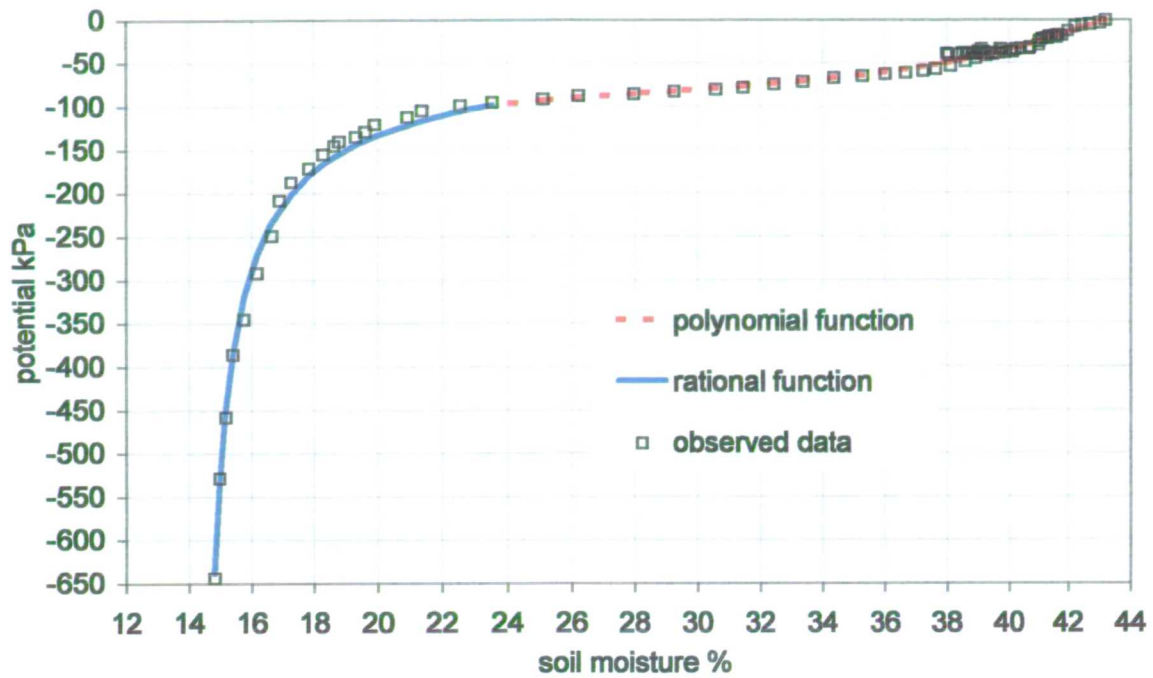 0
-50
-100
-150
-200
-250
-300
-350
-400
-450
-500
-550
-600
-650
potential kPa
polynomial function
rational function
observed data
12 14 16 18 20 22 24 26 28 30 32 34 36 38 40 42 44
soil moisture %